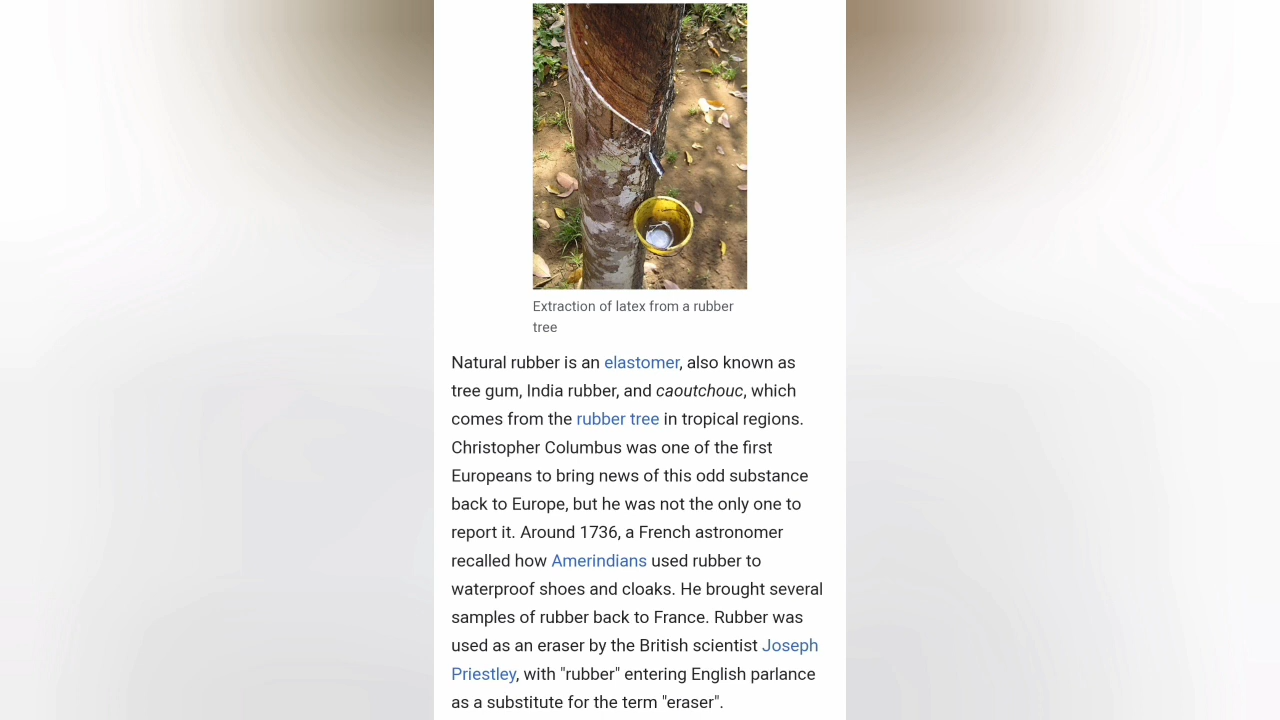 Extraction of latex from a rubber
tree
Natural rubber is an elastomer, also known as
tree gum, India rubber, and caoutchouc, which
comes from the rubber tree in tropical regions.
Christopher Columbus was one of the first
Europeans to bring news of this odd substance
back to Europe, but he was not the only one to
report it. Around 1736, a French astronomer
recalled how Amerindians used rubber to
waterproof shoes and cloaks. He brought several
samples of rubber back to France. Rubber was
used as an eraser by the British scientist Joseph
Priestley, with "rubber" entering English parlance
as a substitute for the term "eraser".